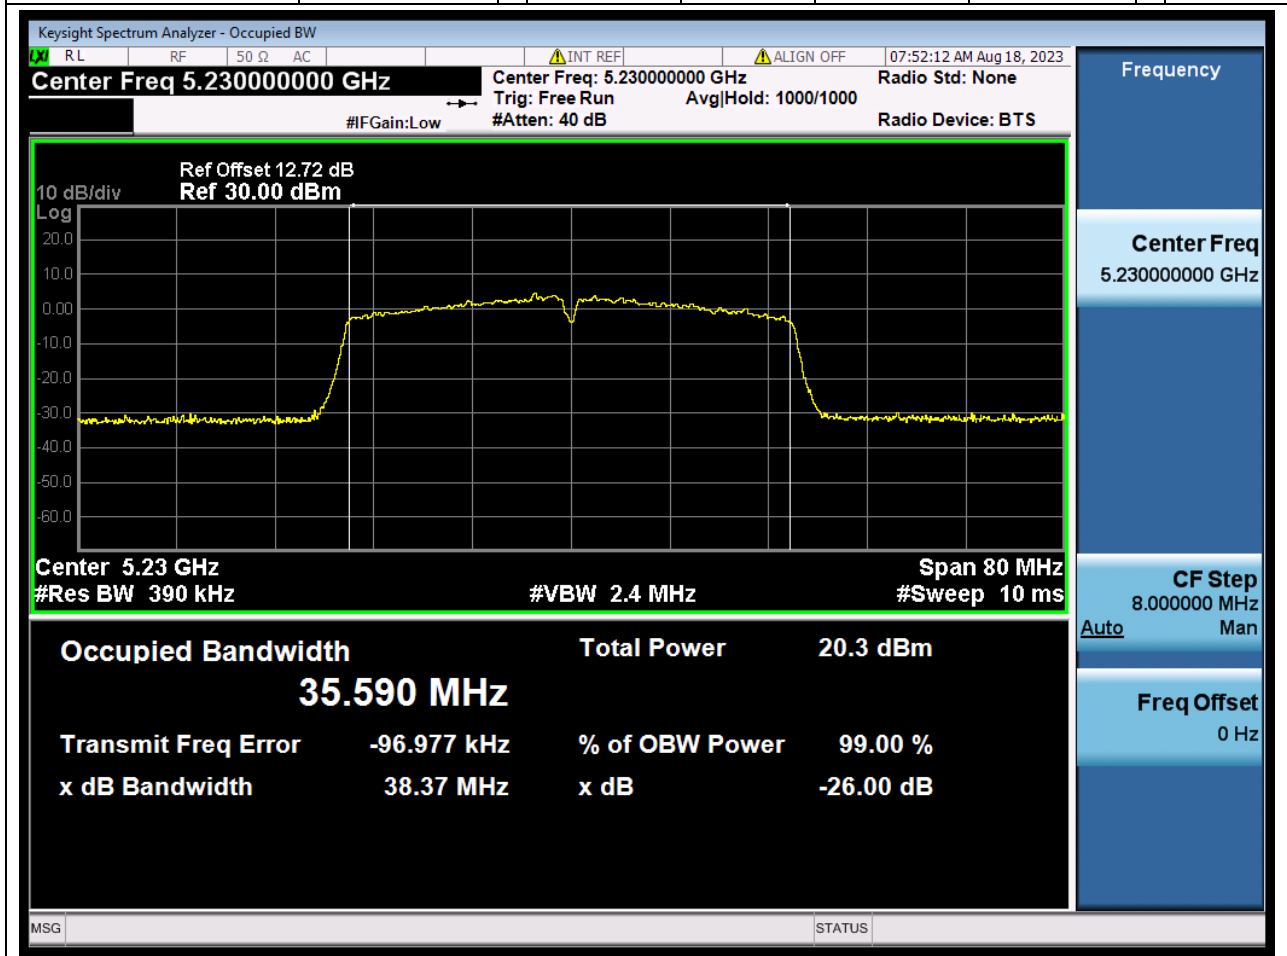 Keysight Spectrum Analyzer - Occupied BW
LXI RL RF 50 Ω AC INT REF ALIGN OFF 07:52:12 AM Aug 18, 2023
Center Freq 5.230000000 GHz
#IFGain:Low
Center Freq: 5.230000000 GHz
Trig: Free Run Avg|Hold: 1000/1000
#Atten: 40 dB
Radio Std: None
Radio Device: BTS
Ref Offset 12.72 dB
10 dB/div Ref 30.00 dBm
Log
20.0
10.0
0.00
-10.0
-20.0
-30.0
-40.0
-50.0
-60.0
Center 5.23 GHz Span 80 MHz
#Res BW 390 kHz #VBW 2.4 MHz #Sweep 10 ms
Occupied Bandwidth Total Power 20.3 dBm
35.590 MHz
Transmit Freq Error -96.977 kHz % of OBW Power 99.00 %
x dB Bandwidth 38.37 MHz x dB -26.00 dB
MSG STATUS
Frequency
Center Freq
5.230000000 GHz
CF Step
8.000000 MHz
Auto Man
Freq Offset
0 Hz